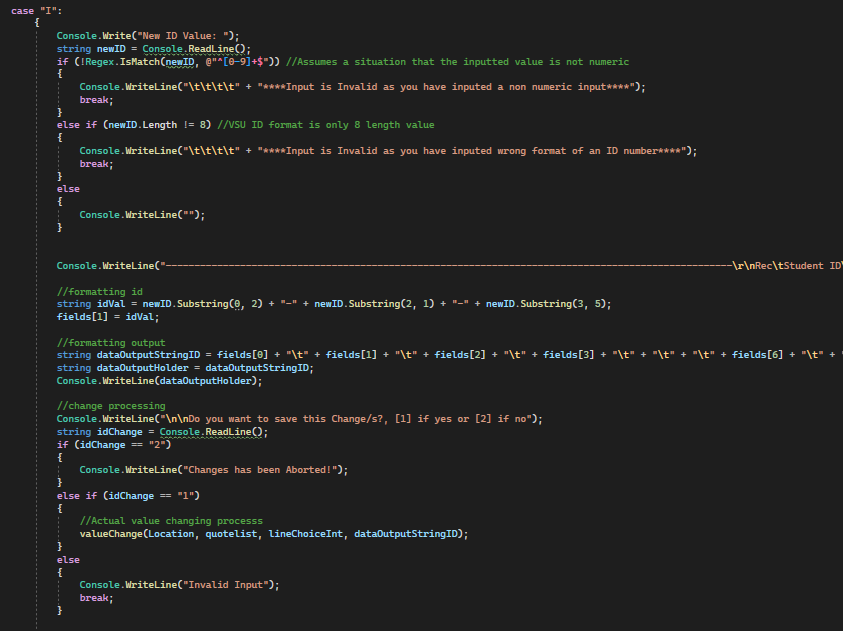 case "I":
{
Console.Write("New ID Value: ");
string newID = Console.ReadLine();
if (!Regex.IsMatch(newID, @"^[0-9]+$")) //Assumes a situation that the inputted value is not numeric
{
Console.WriteLine("\t\t\t\t" + "****Input is Invalid as you have inputed a non numeric input****");
break;
}
else if (newID.Length != 8) //VSU ID format is only 8 length value
{
Console.WriteLine("\t\t\t\t" + "****Input is Invalid as you have inputed wrong format of an ID number****");
break;
}
else
{
Console.WriteLine("");
}
Console.WriteLine("---------------------------------------------------------------------------------------------------\r\nRec\tStudent ID\
//formatting id
string idVal = newID.Substring(0, 2) + "-" + newID.Substring(2, 1) + "-" + newID.Substring(3, 5);
fields[1] = idVal;
//formatting output
string dataOutputStringID = fields[0] + "\t" + fields[1] + "\t" + fields[2] + "\t" + fields[3] + "\t" + "\t" + "\t" + fields[6] + "\t" + "
string dataOutputHolder = dataOutputStringID;
Console.WriteLine(dataOutputHolder);
//change processing
Console.WriteLine("\n\nDo you want to save this Change/s?, [1] if yes or [2] if no");
string idChange = Console.ReadLine();
if (idChange == "2")
{
Console.WriteLine("Changes has been Aborted!");
}
else if (idChange == "1")
{
//Actual value changing processs
valueChange(Location, quotelist, lineChoiceInt, dataOutputStringID);
}
else
{
Console.WriteLine("Invalid Input");
break;
}